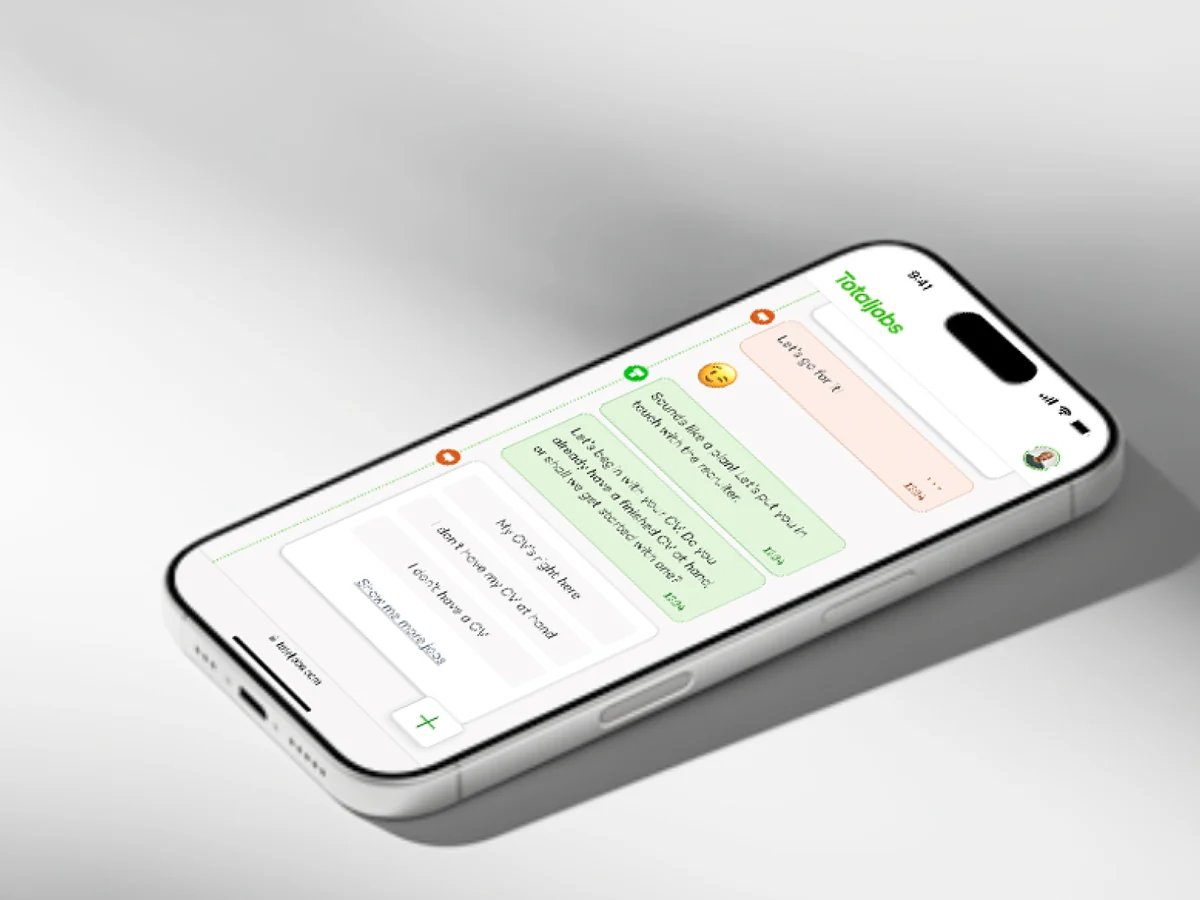 9:41
Totaljobs
Let's go for it!
...
Sounds like a plan! Let's put you in
touch with the recruiter.
Let's begin with your CV. Do you
already have a finished CV at hand,
or shall we get started with one?
My CV's right here
I don't have my CV at hand
I don't have a CV
Show me more jobs
totaljobs.com